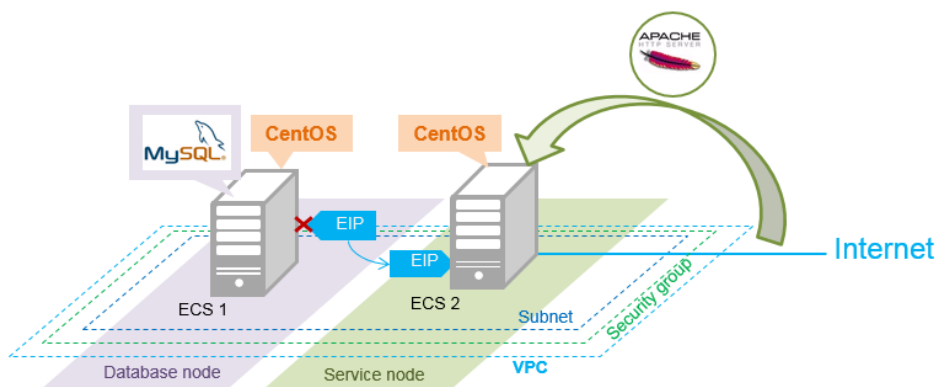 APACHE
HTTP SERVER
MySQL®
CentOS
CentOS
EIP
EIP
Internet
ECS 1
ECS 2
Subnet
Security group
VPC
Database node
Service node